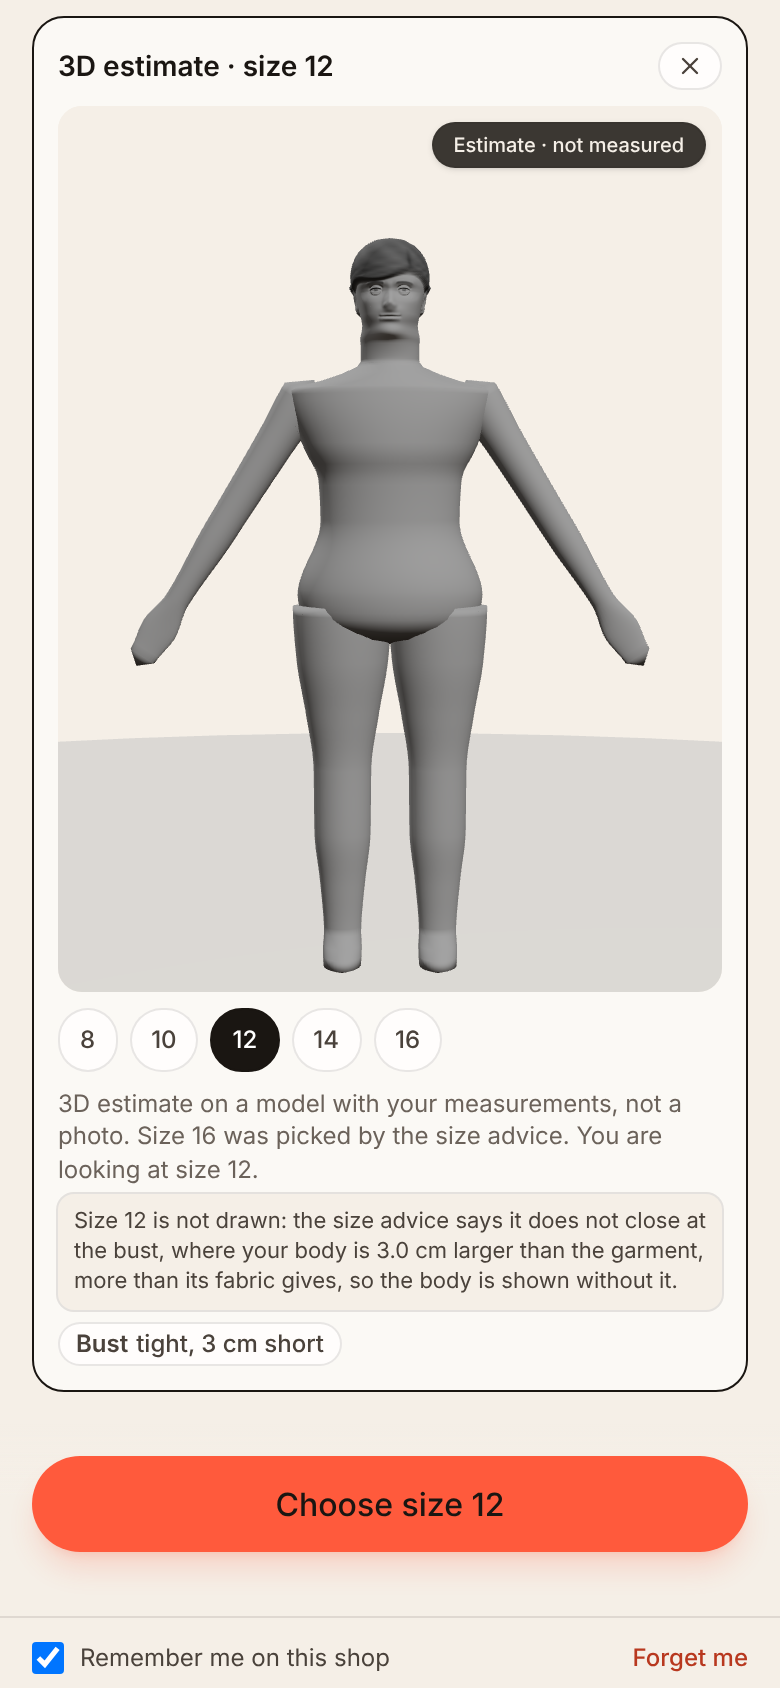 3D estimate · size 12
Estimate · not measured
8
10
12
14
16
3D estimate on a model with your measurements, not a
photo. Size 16 was picked by the size advice. You are
looking at size 12.
Size 12 is not drawn: the size advice says it does not close at
the bust, where your body is 3.0 cm larger than the garment,
more than its fabric gives, so the body is shown without it.
Bust tight, 3 cm short
Choose size 12
Remember me on this shop
Forget me